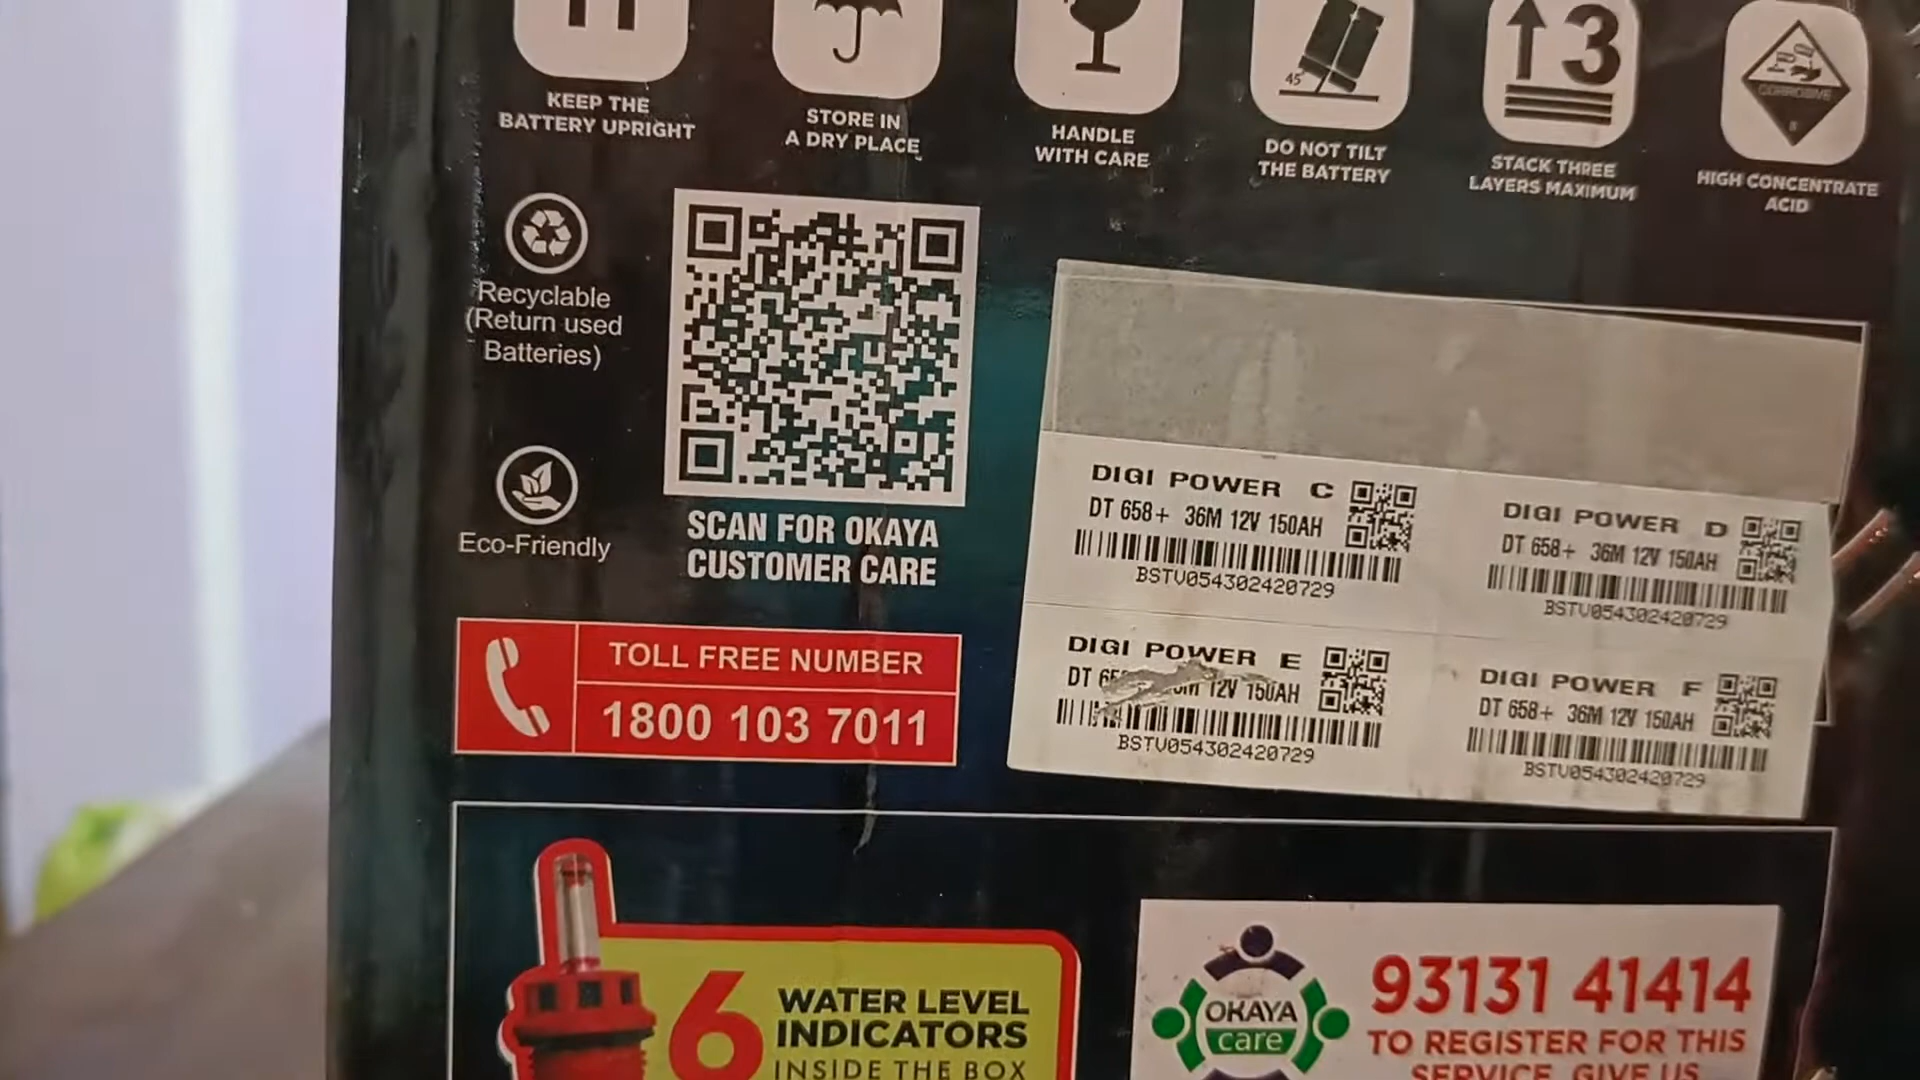 KEEP THE
BATTERY UPRIGHT
STORE IN
A DRY PLACE
HANDLE
WITH CARE
45°
DO NOT TILT
THE BATTERY
3
STACK THREE
LAYERS MAXIMUM
CORROSIVE
8
HIGH CONCENTRATE
ACID
Recyclable
(Return used
Batteries)
Eco-Friendly
SCAN FOR OKAYA
CUSTOMER CARE
TOLL FREE NUMBER
1800 103 7011
DIGI POWER C
DT 658+ 36M 12V 150AH
BSTV054302420729
DIGI POWER D
DT 658+ 36M 12V 150AH
BSTV054302420729
DIGI POWER E
DT 12V 150AH
BSTV054302420729
DIGI POWER F
DT 658+ 36M 12V 150AH
BSTV054302420729
6
WATER LEVEL
INDICATORS
INSIDE THE BOX
OKAYA
care
93131 41414
TO REGISTER FOR THIS
SERVICE, GIVE US